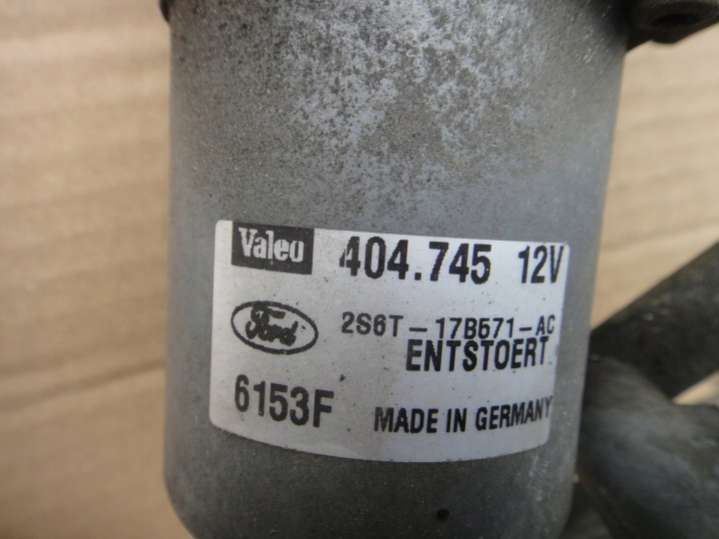 Valeo 404.745 12V
Ford 2S6T-17B571-AC
ENTSTOERT
6153F MADE IN GERMANY